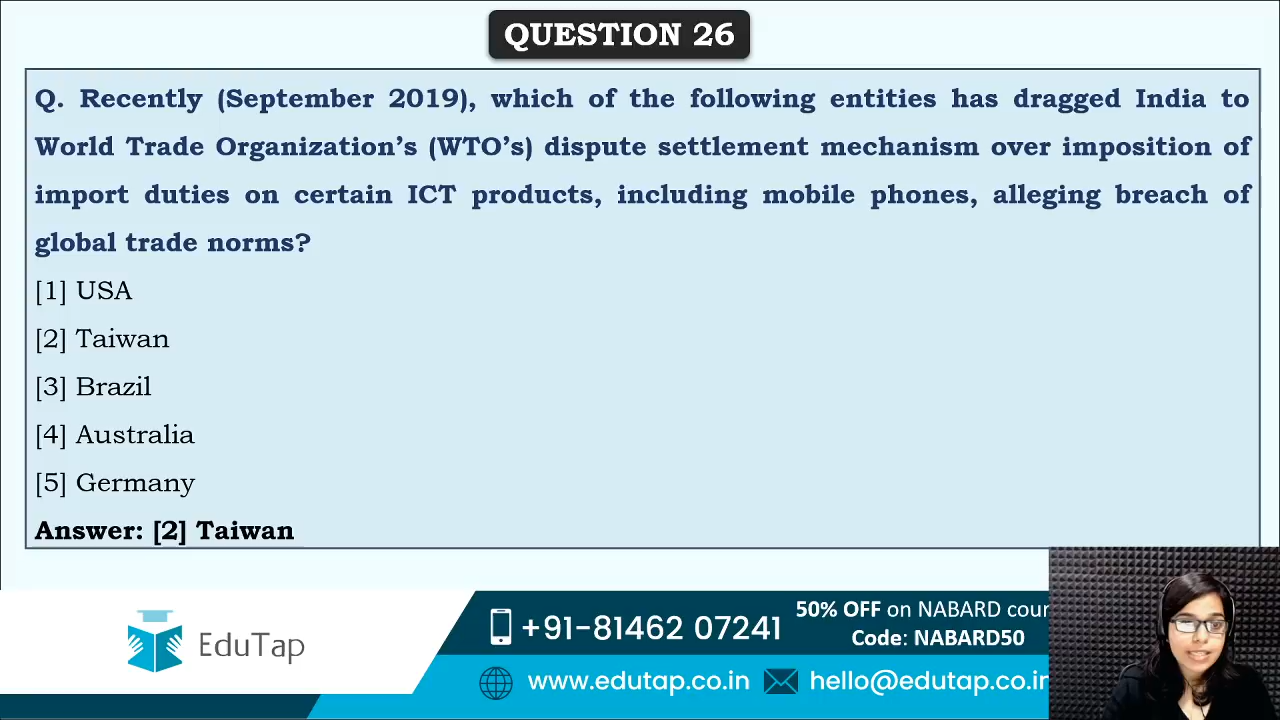 QUESTION 26
Q. Recently (September 2019), which of the following entities has dragged India to
World Trade Organization's (WTO's) dispute settlement mechanism over imposition of
import duties on certain ICT products, including mobile phones, alleging breach of
global trade norms?
[1] USA
[2] Taiwan
[3] Brazil
[4] Australia
[5] Germany
Answer: [2] Taiwan
EduTap
+91-81462 07241
50% OFF on NABARD cour
Code: NABARD50
www.edutap.co.in
hello@edutap.co.in